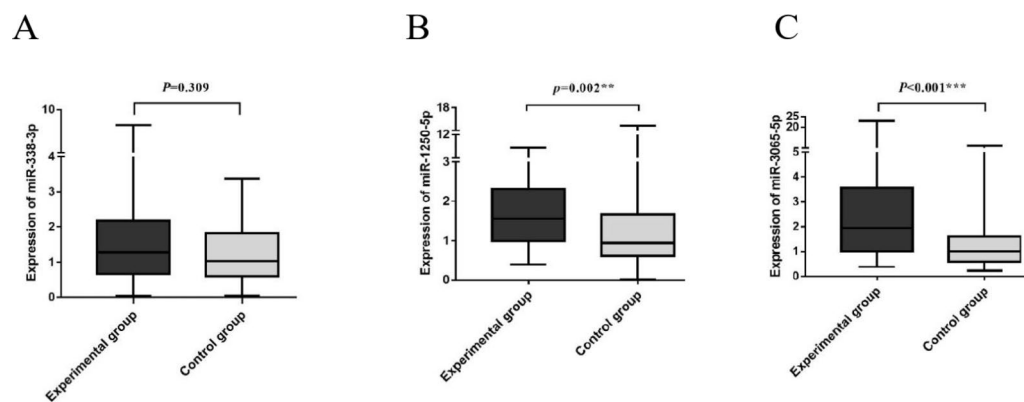 A
P=0.309
Expression of miR-338-3p
10
4
3
2
1
0
Experimental group
Control group
B
p=0.002**
Expression of miR-1250-5p
18
12
3
2
1
0
Experimental group
Control group
C
P<0.001***
Expression of miR-3065-5p
25
20
5
4
3
2
1
0
Experimental group
Control group